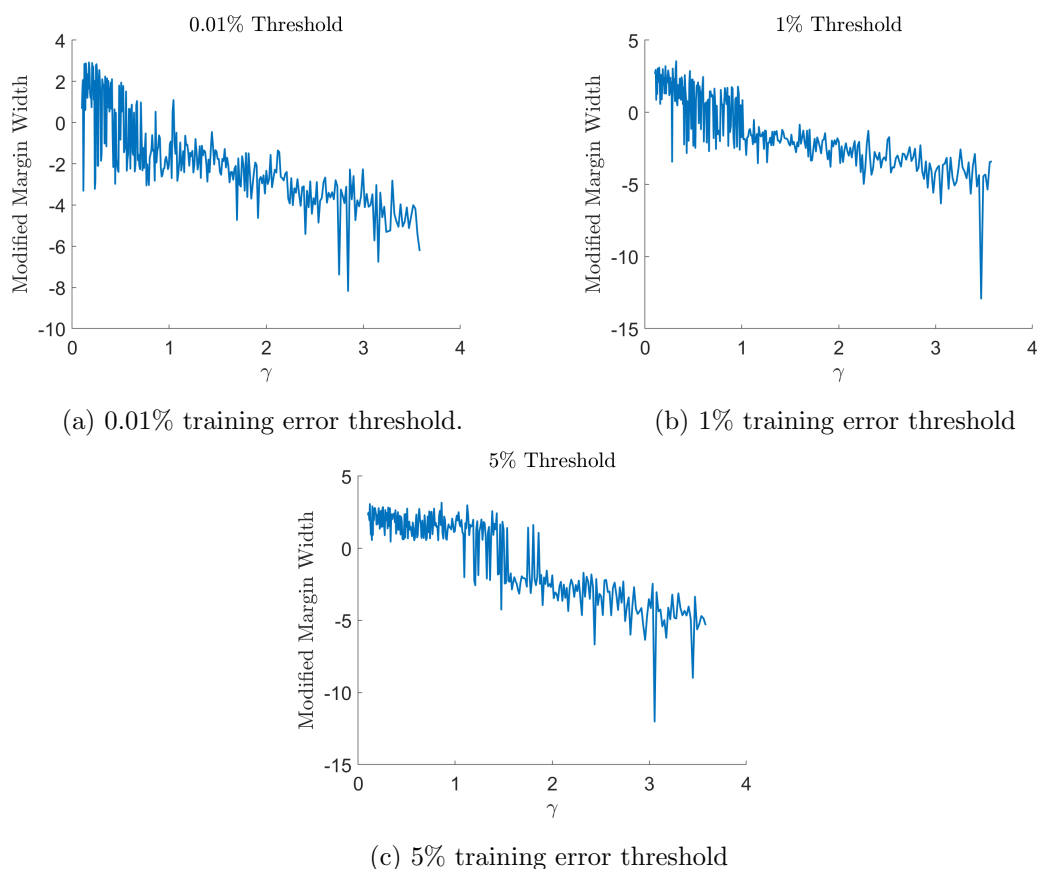 0.01% Threshold
4
2
0
-2
-4
-6
-8
-10
Modified Margin Width
0 1 2 3 4
γ
(a) 0.01% training error threshold.
1% Threshold
5
0
-5
-10
-15
Modified Margin Width
0 1 2 3 4
γ
(b) 1% training error threshold
5% Threshold
5
0
-5
-10
-15
Modified Margin Width
0 1 2 3 4
γ
(c) 5% training error threshold